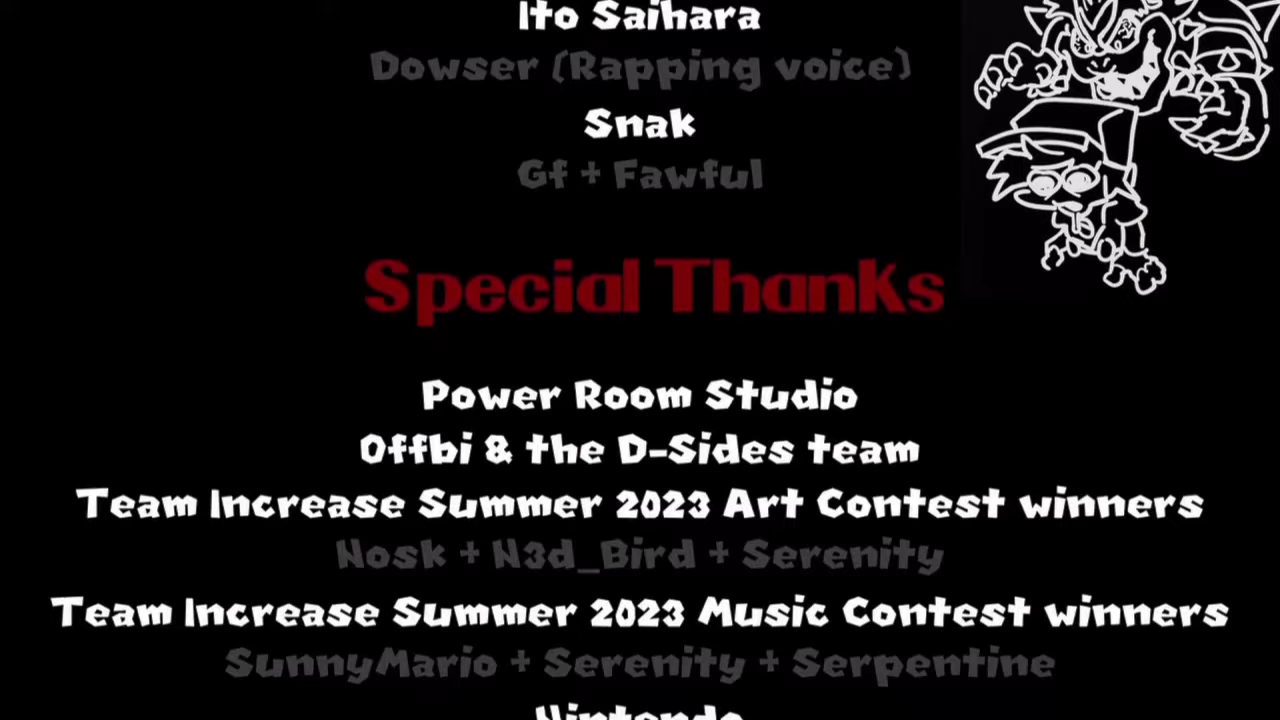 Ito Saihara
Dowser (Rapping voice)
Snak
Gf + Fawful
Special Thanks
Power Room Studio
Offbi & the D-Sides team
Team Increase Summer 2023 Art Contest winners
Nosk + N3d_Bird + Serenity
Team Increase Summer 2023 Music Contest winners
SunnyMario + Serenity + Serpentine
Nintendo